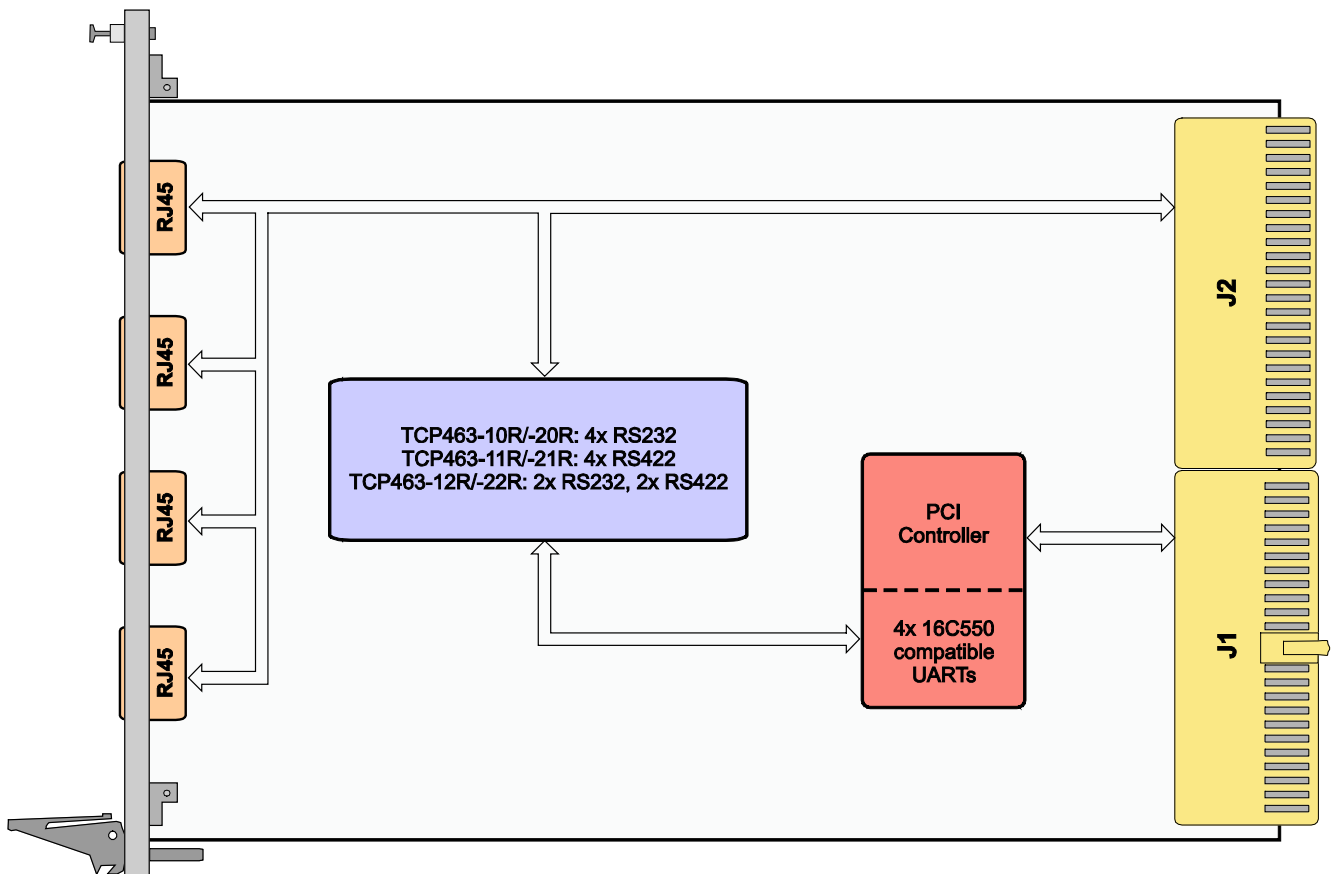 RJ45
RJ45
RJ45
RJ45
TCP463-10R/-20R: 4x RS232
TCP463-11R/-21R: 4x RS422
TCP463-12R/-22R: 2x RS232, 2x RS422
PCI
Controller
4x 16C550
compatible
UARTs
J2
J1